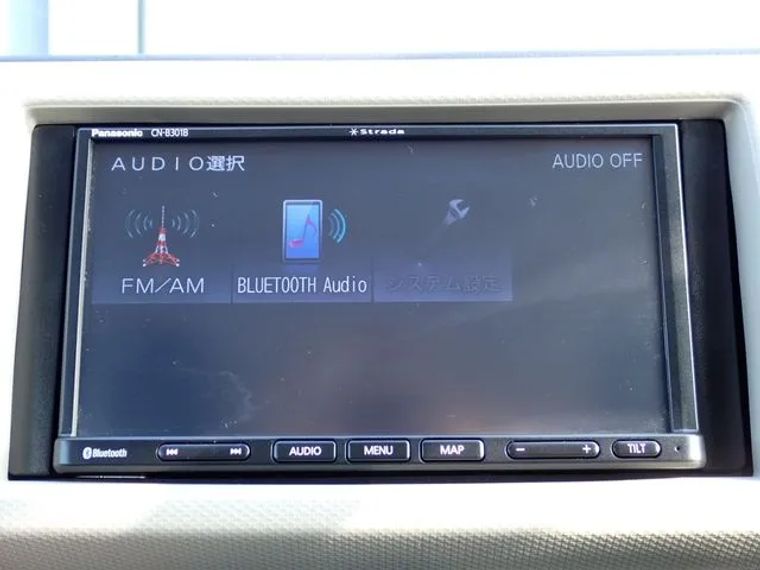 Panasonic CN-B301B Strada
AUDIO選択 AUDIO OFF
FM/AM BLUETOOTH Audio システム設定
Bluetooth AUDIO MENU MAP − + TILT